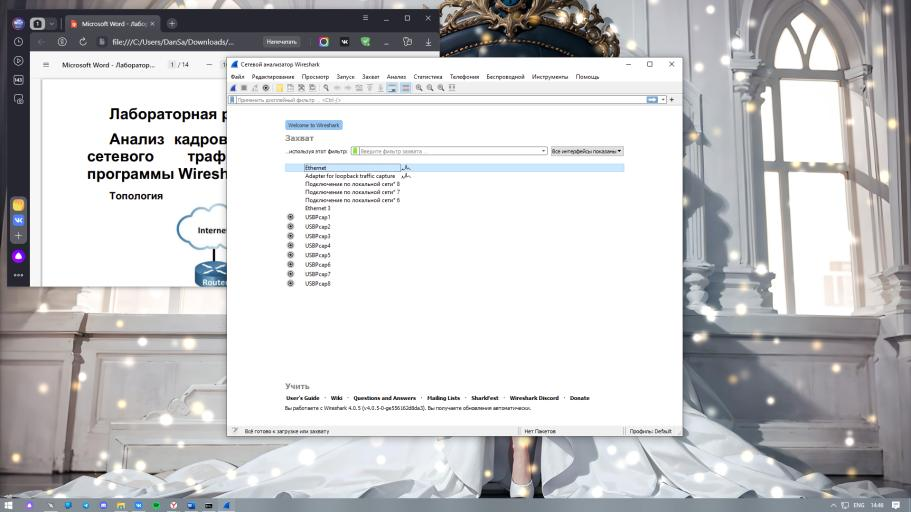 1
Microsoft Word - Лабор
file:///C:/Users/DanSa/Downloads/...
Напечатать
Microsoft Word - Лаборатор...
1 / 14
143
Лабораторная р
Анализ кадров
сетевого траф
программы Wiresh
Топология
Internet
Router
Сетевой анализатор Wireshark
Файл Редактирование Просмотр Запуск Захват Анализ Статистика Телефония Беспроводной Инструменты Помощь
Применить дисплейный фильтр ... <Ctrl-/>
Welcome to Wireshark
Захват
...используя этот фильтр: Введите фильтр захвата ... Все интерфейсы показаны
Ethernet
Adapter for loopback traffic capture
Подключение по локальной сети* 8
Подключение по локальной сети* 7
Подключение по локальной сети* 6
Ethernet 3
USBPcap1
USBPcap2
USBPcap3
USBPcap4
USBPcap5
USBPcap6
USBPcap7
USBPcap8
Учить
User's Guide · Wiki · Questions and Answers · Mailing Lists · SharkFest · Wireshark Discord · Donate
Вы работаете с Wireshark 4.0.5 (v4.0.5-0-ge556162d8da3). Вы получаете обновления автоматически.
Всё готово к загрузке или захвату
Нет Пакетов
Профиль: Default
ENG 14:46